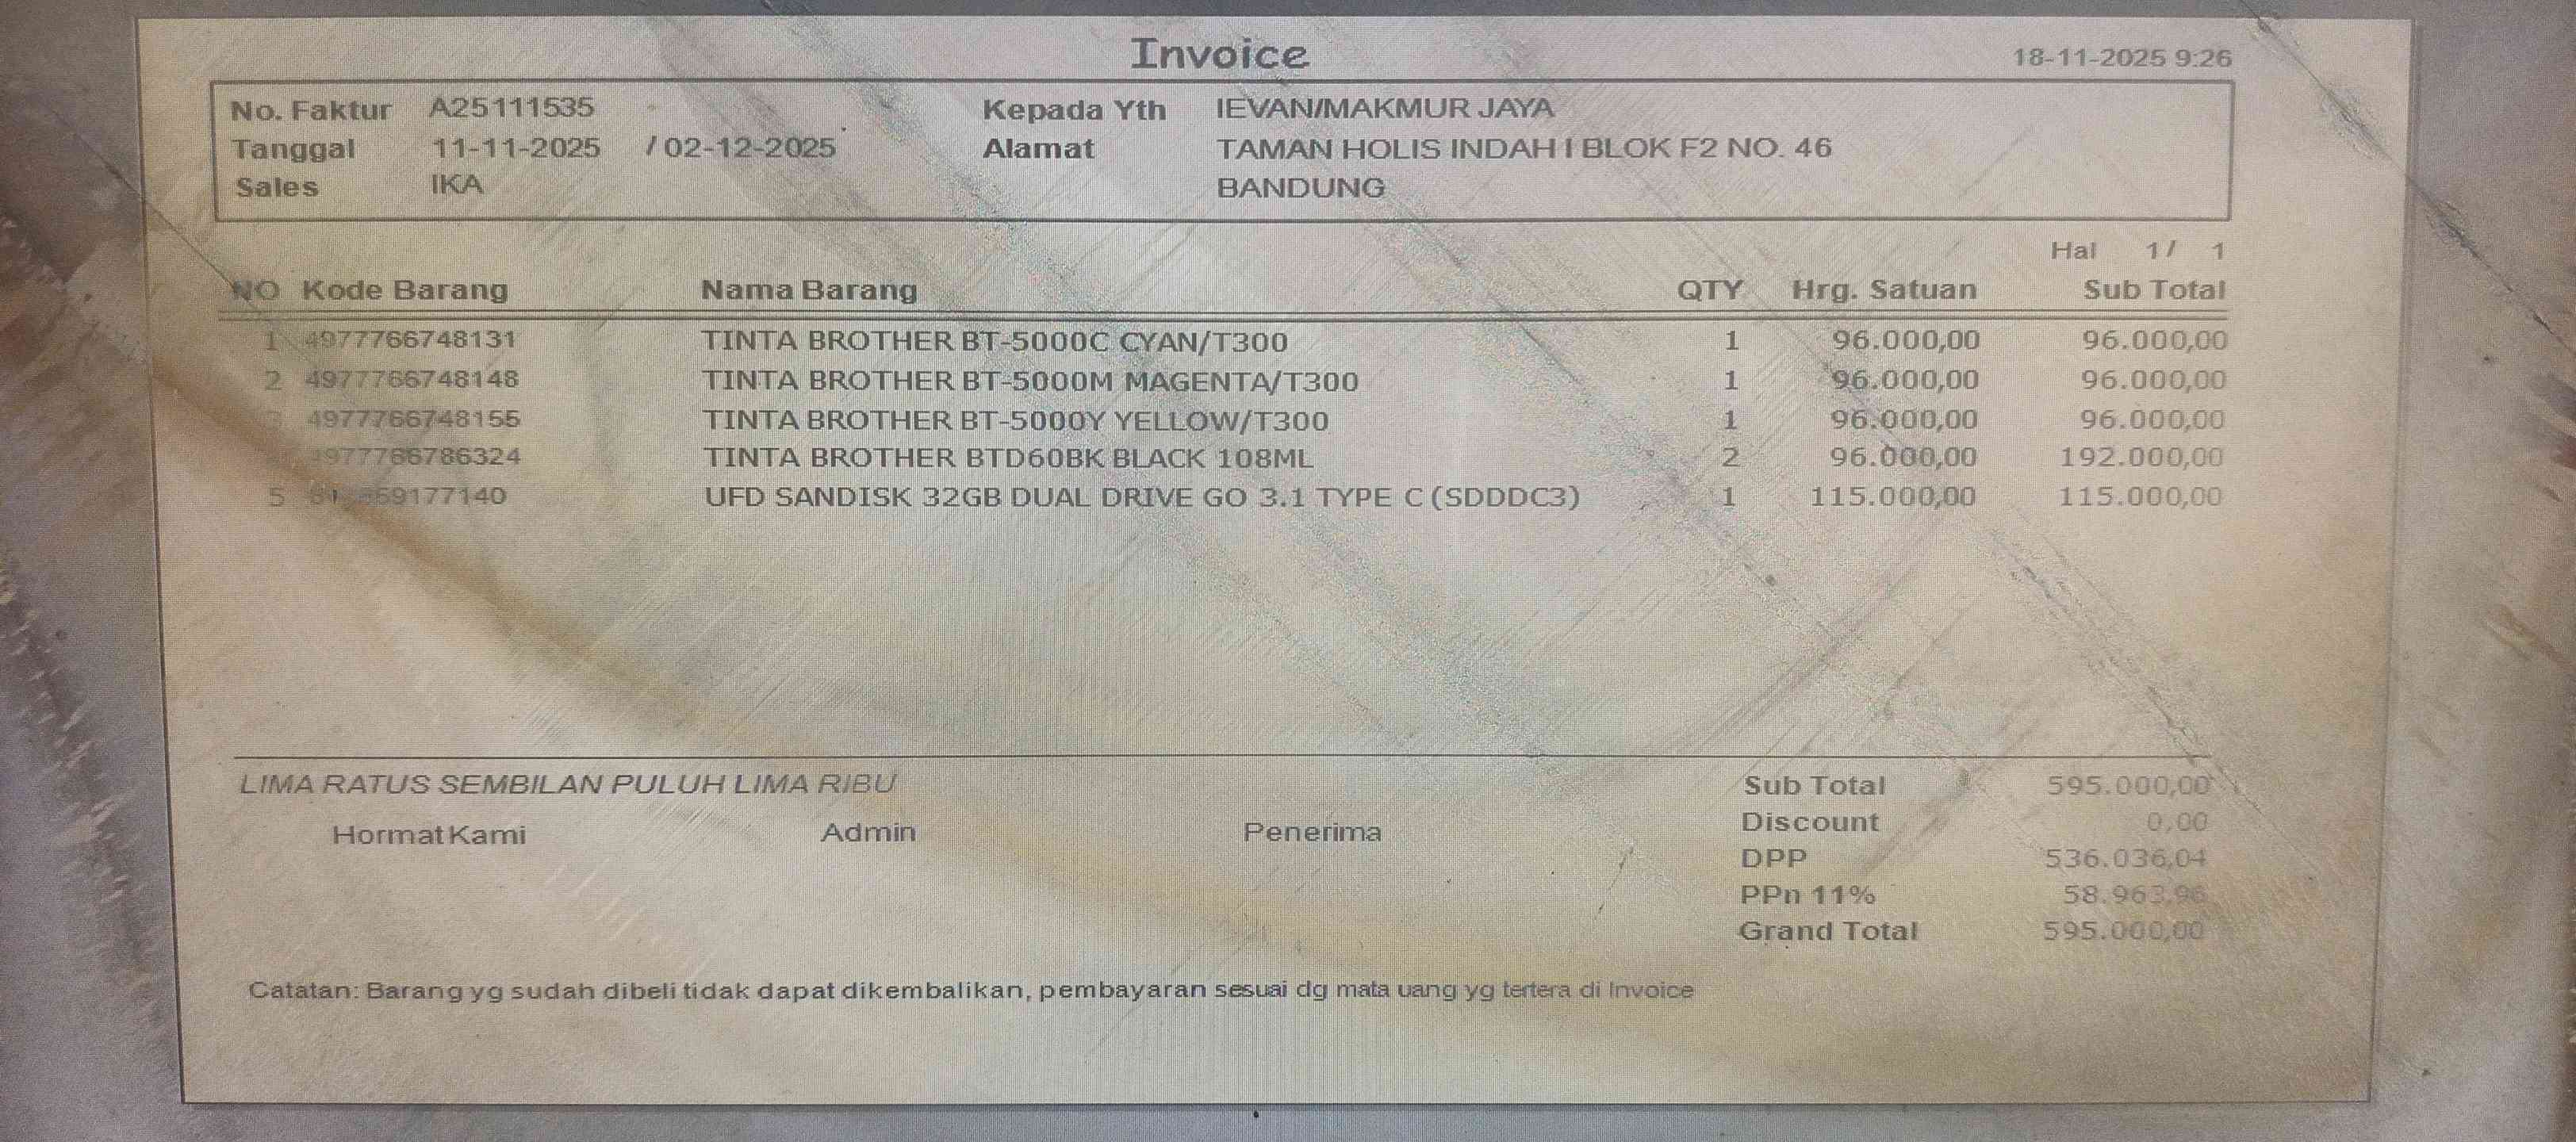 Invoice
18-11-2025 9:26
No. Faktur A25111535 Kepada Yth IEVAN/MAKMUR JAYA
Tanggal 11-11-2025 / 02-12-2025 Alamat TAMAN HOLIS INDAH I BLOK F2 NO. 46
Sales IKA BANDUNG
Hal 1 / 1
NO Kode Barang Nama Barang QTY Hrg. Satuan Sub Total
1 4977766748131 TINTA BROTHER BT-5000C CYAN/T300 1 96.000,00 96.000,00
2 4977766748148 TINTA BROTHER BT-5000M MAGENTA/T300 1 96.000,00 96.000,00
3 4977766748155 TINTA BROTHER BT-5000Y YELLOW/T300 1 96.000,00 96.000,00
TINTA BROTHER BTD60BK BLACK 108ML 2 96.000,00 192.000,00
5 UFD SANDISK 32GB DUAL DRIVE GO 3.1 TYPE C (SDDDC3) 1 115.000,00 115.000,00
LIMA RATUS SEMBILAN PULUH LIMA RIBU Sub Total 595.000,00
Hormat Kami Admin Penerima Discount 0,00
DPP 536.036,04
PPn 11% 58.963,96
Grand Total 595.000,00
Catatan: Barang yg sudah dibeli tidak dapat dikembalikan, pembayaran sesuai dg mata uang yg tertera di Invoice